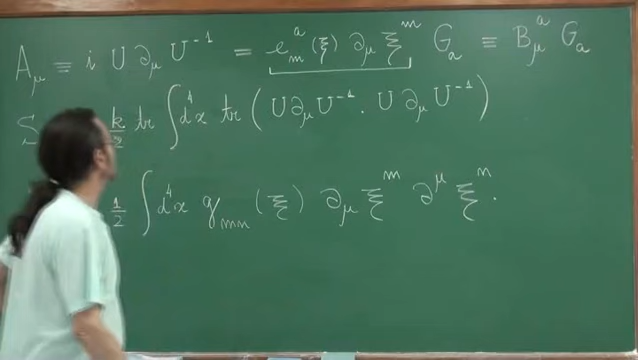 A_μ ≡ i U ∂_μ U^{-1} = e_m^a (ξ) ∂_μ ξ^m G_a ≡ B_μ^a G_a
S k/2 tr ∫ d^4x tr ( U ∂_μ U^{-1} . U ∂_μ U^{-1} )
1/2 ∫ d^4x g_{mn} (ξ) ∂_μ ξ^m ∂^μ ξ^n .